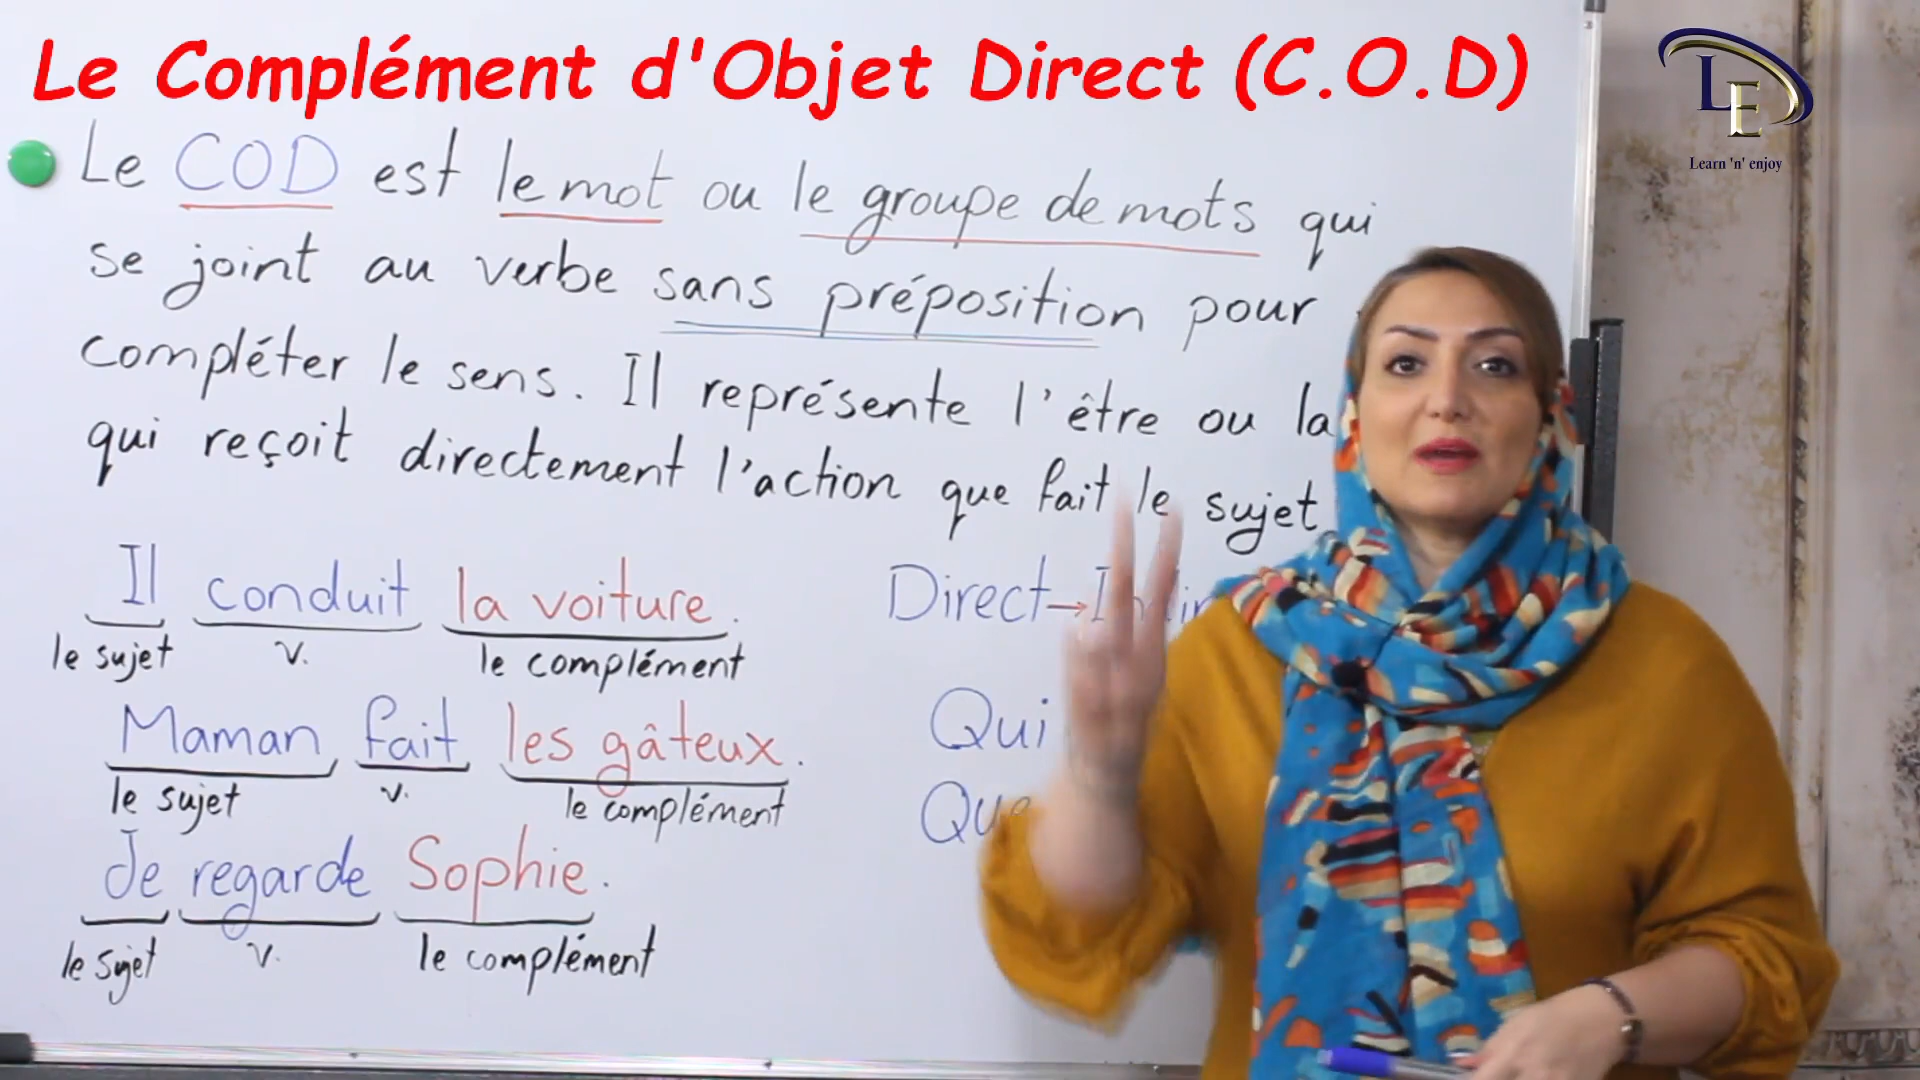 Le Complément d'Objet Direct (C.O.D)
LE
Learn 'n' enjoy
Le COD est le mot ou le groupe de mots qui
se joint au verbe sans préposition pour
compléter le sens. Il représente l'être ou la
qui reçoit directement l'action que fait le sujet
Il conduit la voiture.
le sujet v. le complément
Direct →
Maman fait les gâteux.
le sujet v. le complément
Qui
Je regarde Sophie.
le sujet v. le complément